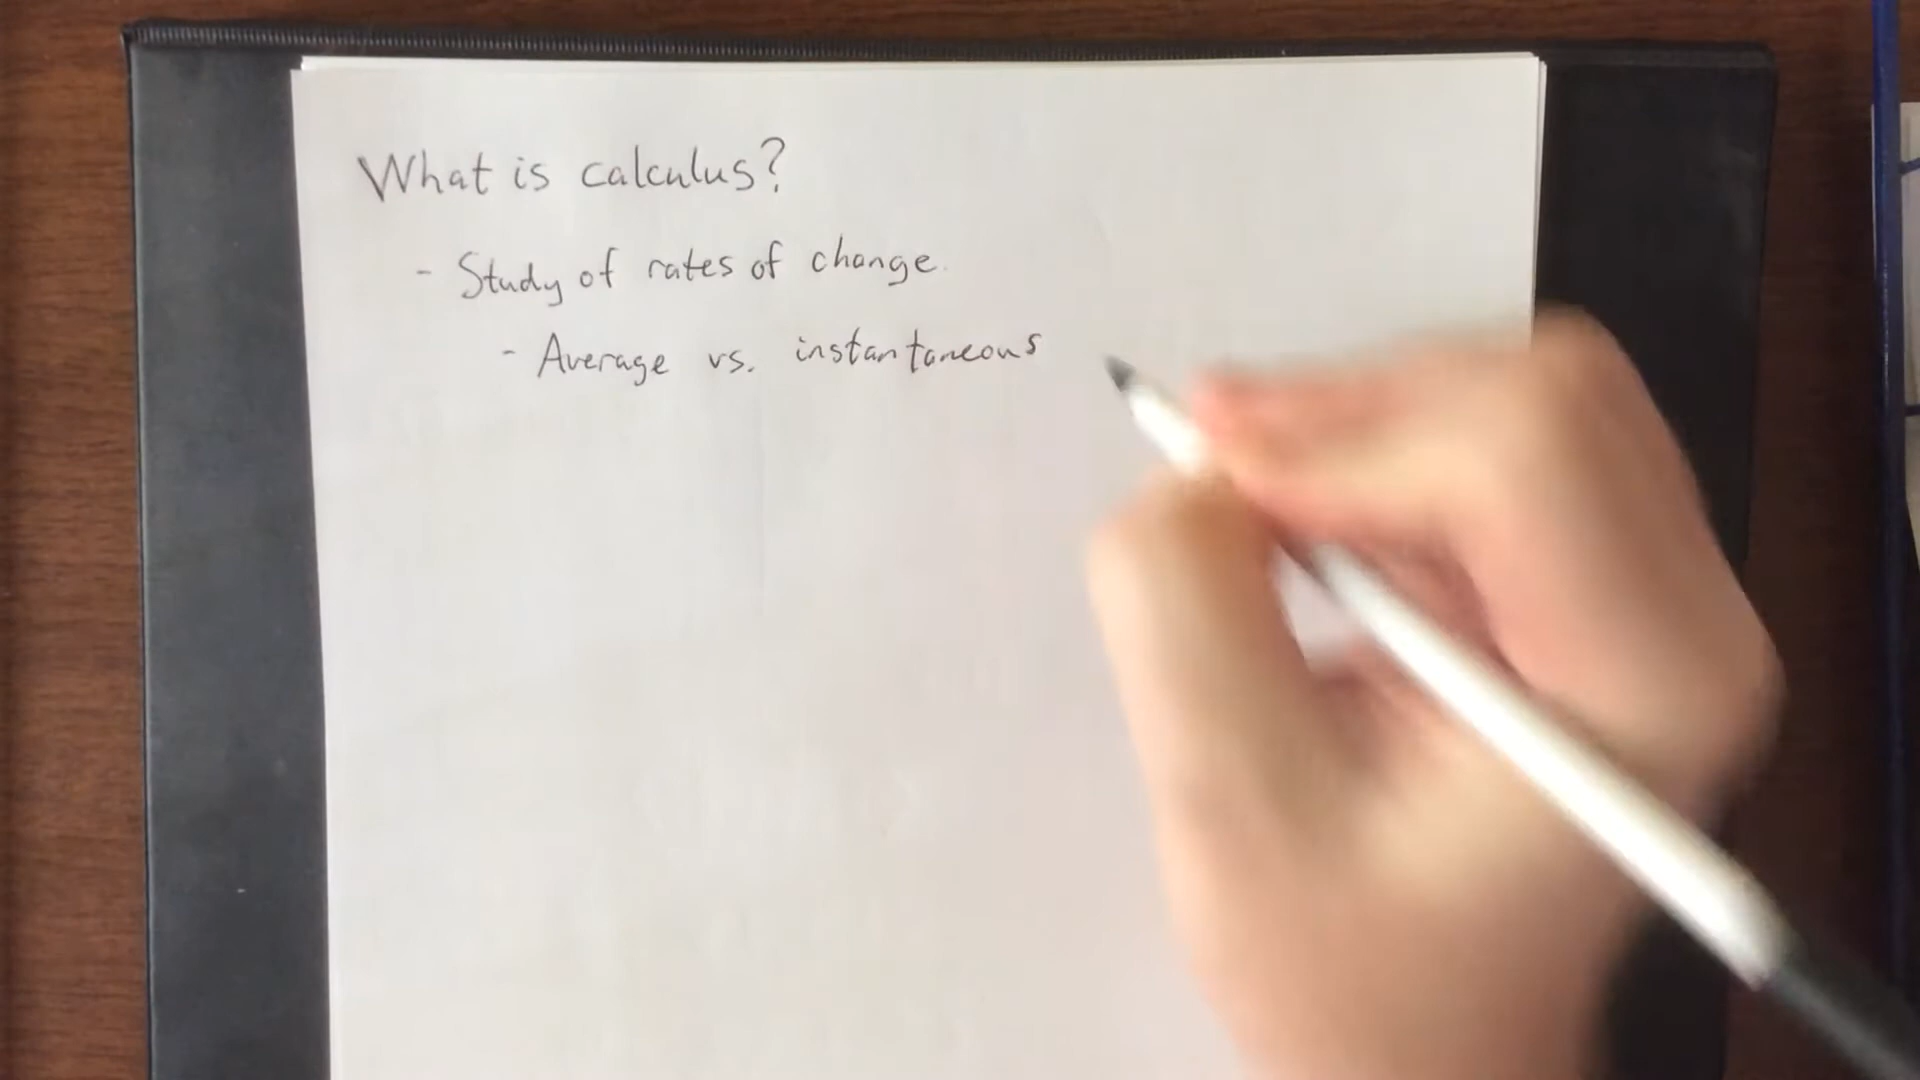 What is calculus?
- Study of rates of change.
- Average vs. instantaneous